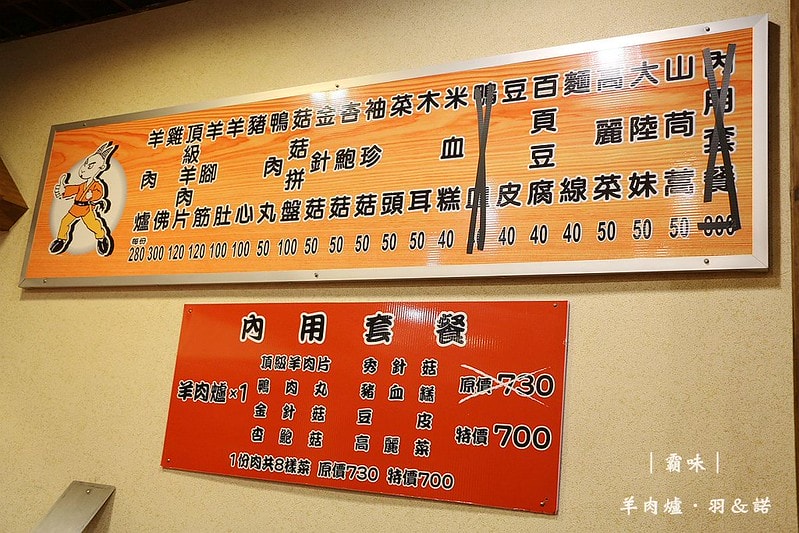 羊肉爐 每份 280
雞佛 300
頂級羊肉片 120
羊腳筋 120
羊肚 100
豬心 100
鴨肉丸 50
菇菇拼盤 100
金針菇 50
杏鮑菇 50
袖珍菇 50
菜頭 50
木耳 50
米血糕 40
鴨血
豆皮 40
百頁豆腐 40
麵線 40
高麗菜 50
大陸妹 50
山茼蒿 50
內用套餐
內用套餐
羊肉爐×1
頂級羊肉片 秀針菇
鴨肉丸 豬血糕
金針菇 豆皮
杏鮑菇 高麗菜
原價730
特價700
1份肉共8樣菜 原價730 特價700
|霸味|
羊肉爐·羽&諾